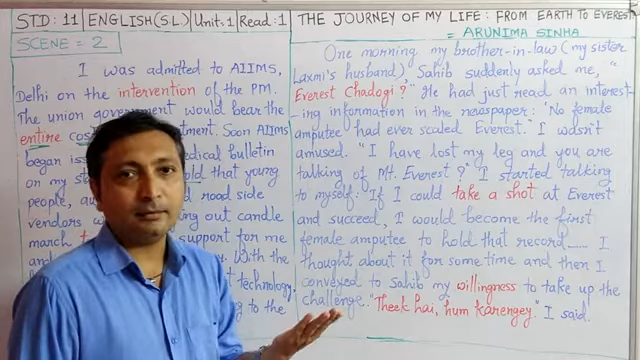 STD: 11 | ENGLISH (S.L.) | Unit: 1 | Read: 1
THE JOURNEY OF MY LIFE: FROM EARTH TO EVEREST
= ARUNIMA SINHA
SCENE = 2
I was admitted to AIIMS,
Delhi on the intervention of the PM.
The union government would bear the
entire Soon AIIMS
began medical bulletin
on my told that young
people, road side
vendors out candle
march support for me
and With the
technology,
to the
One morning my brother-in-law (my sister
Laxmi's husband), Sahib suddenly asked me, "
Everest Chadogi?" He had just read an interest-
-ing information in the newspaper: 'No female
amputee had ever scaled Everest.' I wasn't
amused. "I have lost my leg and you are
talking of Mt. Everest?" I started talking
to myself: 'If I could take a shot at Everest
and succeed, I would become the first
female amputee to hold that record...... I
thought about it for some time and then I
conveyed to Sahib my willingness to take up the
challenge. "Theek hai, hum karengey." I said.